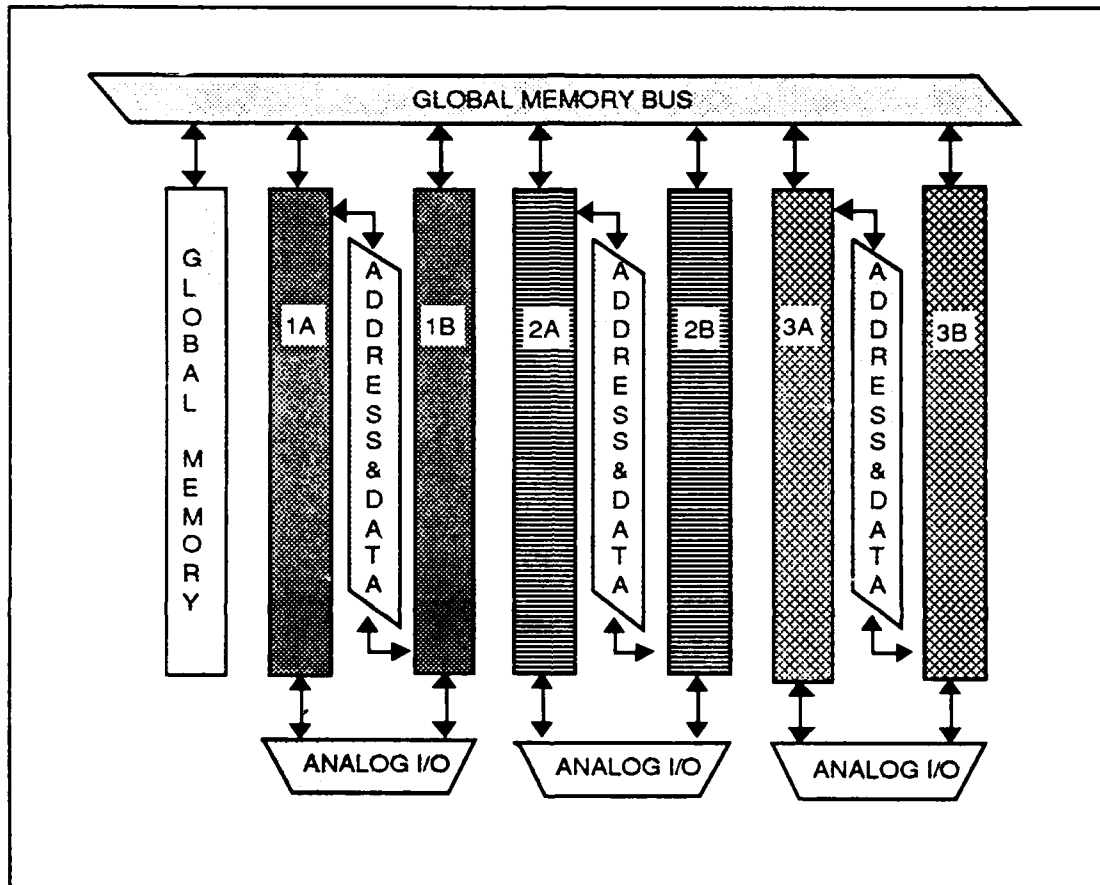 GLOBAL MEMORY BUS
GLOBAL MEMORY
1A
ADDRESS&DATA
1B
2A
ADDRESS&DATA
2B
3A
ADDRESS&DATA
3B
ANALOG I/O
ANALOG I/O
ANALOG I/O